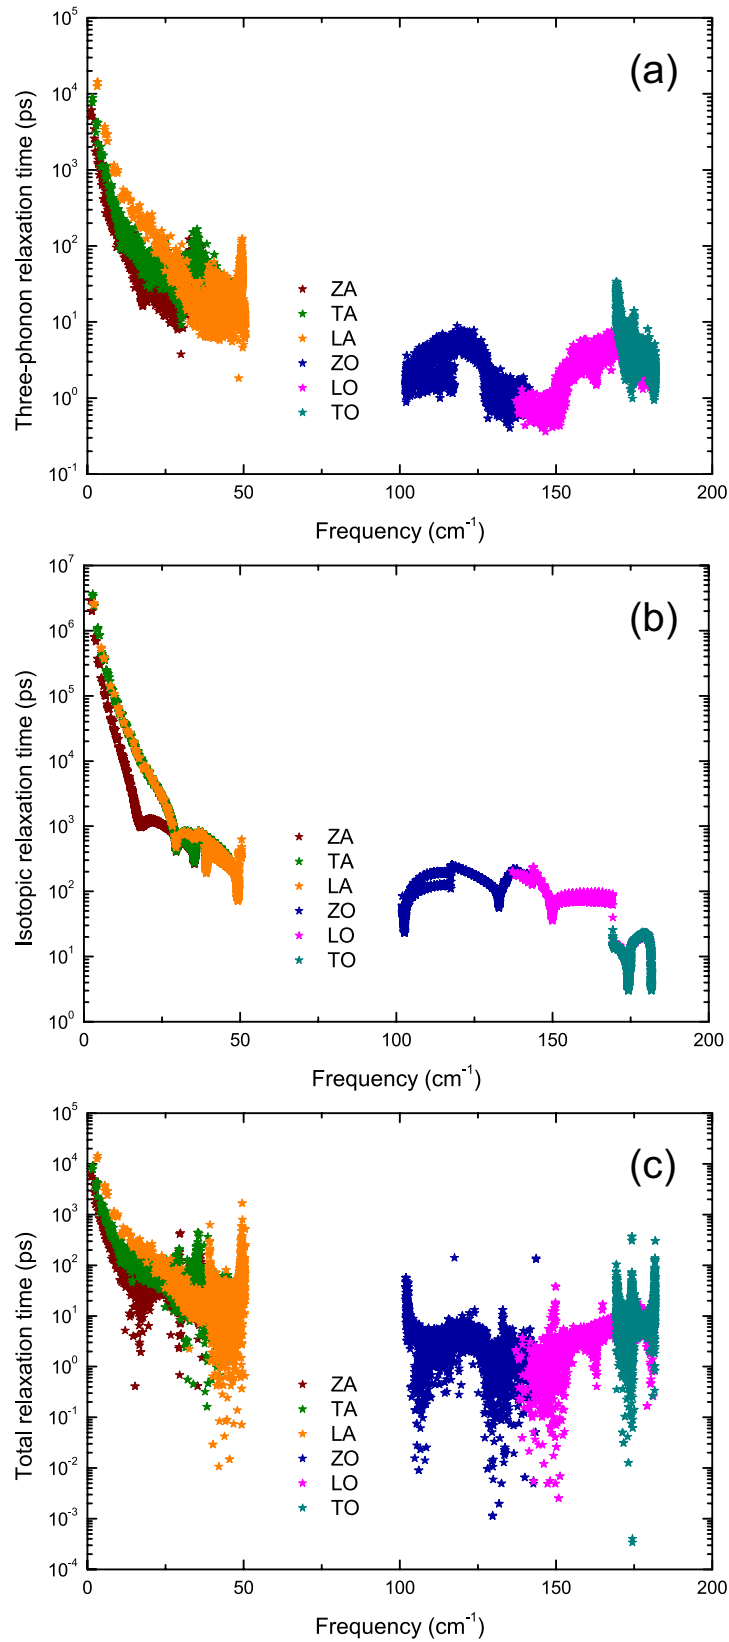 (a)
Three-phonon relaxation time (ps)
10^5
10^4
10^3
10^2
10^1
10^0
10^-1
ZA
TA
LA
ZO
LO
TO
0 50 100 150 200
Frequency (cm^-1)
(b)
Isotopic relaxation time (ps)
10^7
10^6
10^5
10^4
10^3
10^2
10^1
10^0
ZA
TA
LA
ZO
LO
TO
0 50 100 150 200
Frequency (cm^-1)
(c)
Total relaxation time (ps)
10^5
10^4
10^3
10^2
10^1
10^0
10^-1
10^-2
10^-3
10^-4
ZA
TA
LA
ZO
LO
TO
0 50 100 150 200
Frequency (cm^-1)